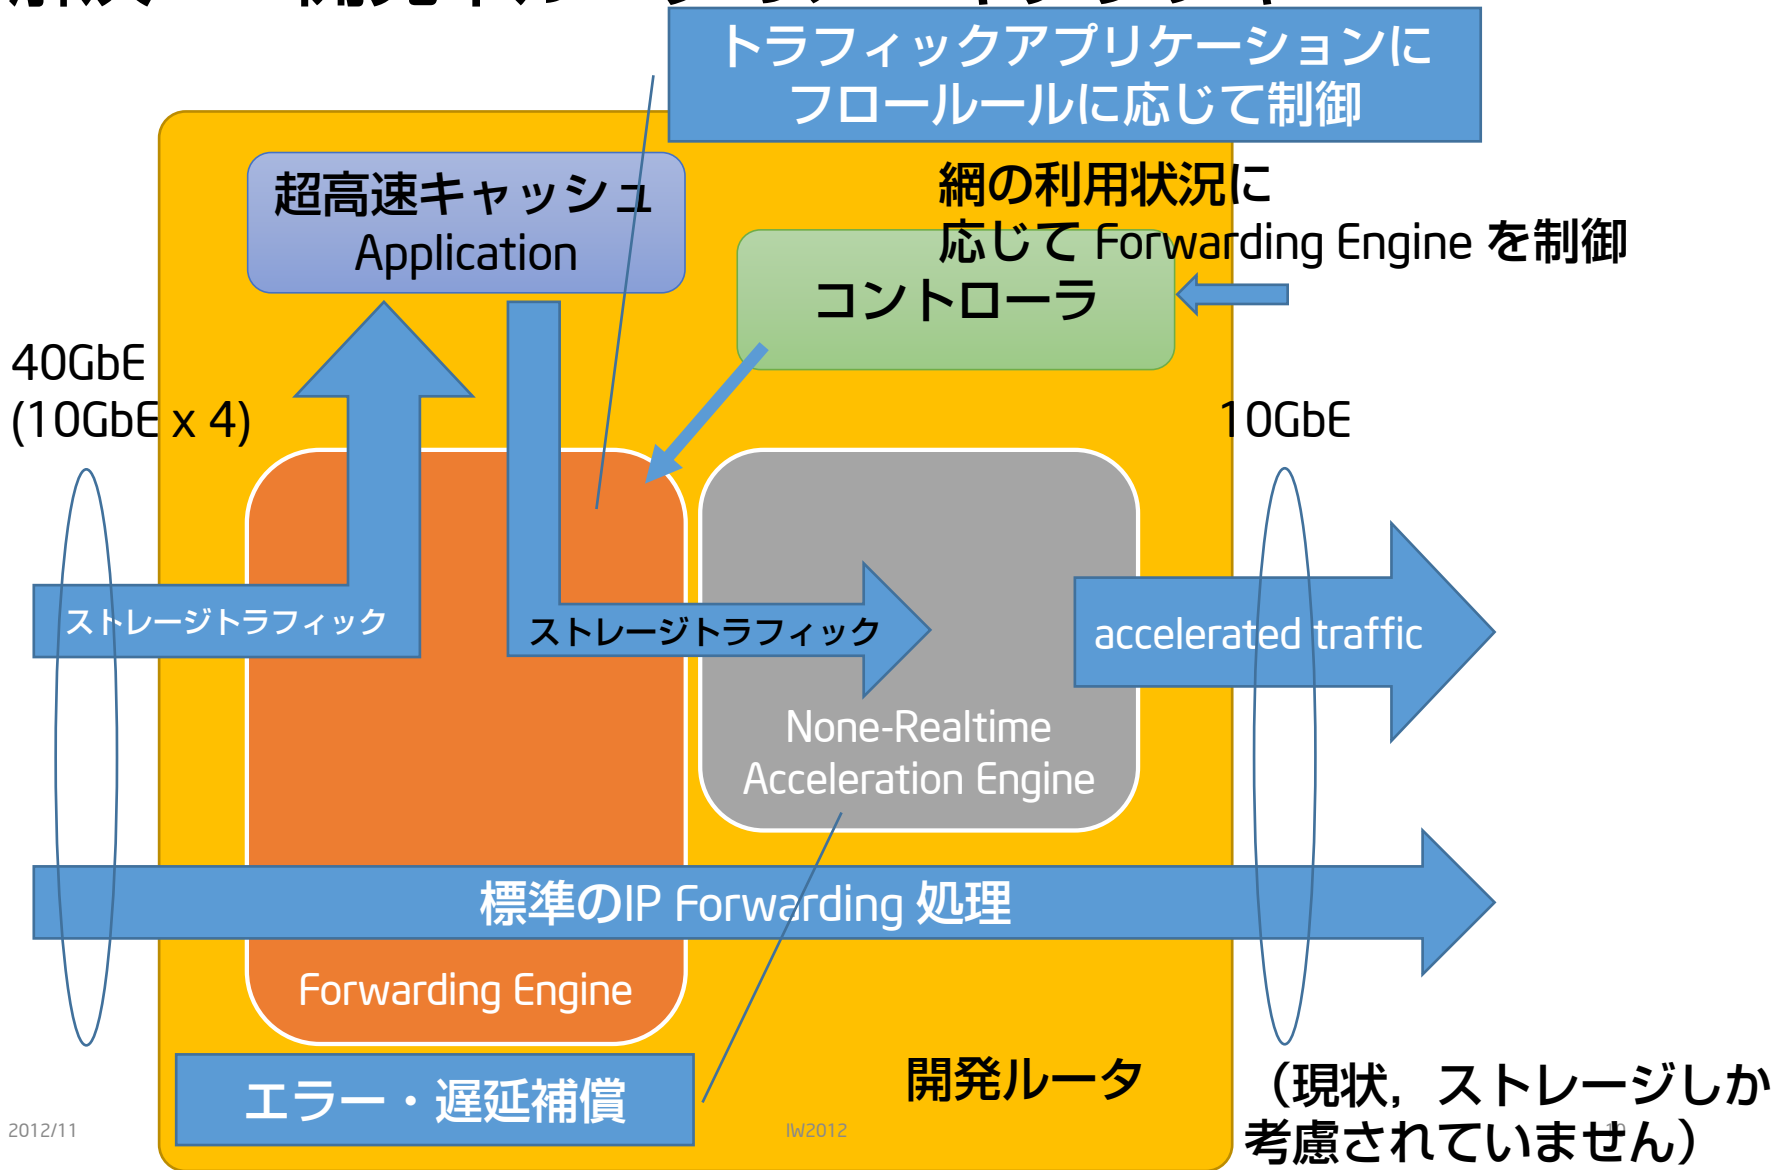 トラフィックアプリケーションに
フロールールに応じて制御
超高速キャッシュ
Application
網の利用状況に
応じて Forwarding Engine を制御
コントローラ
40GbE
(10GbE x 4)
10GbE
ストレージトラフィック
ストレージトラフィック
accelerated traffic
None-Realtime
Acceleration Engine
標準のIP Forwarding 処理
Forwarding Engine
エラー・遅延補償
開発ルータ
（現状，ストレージしか
考慮されていません）
2012/11
IW2012